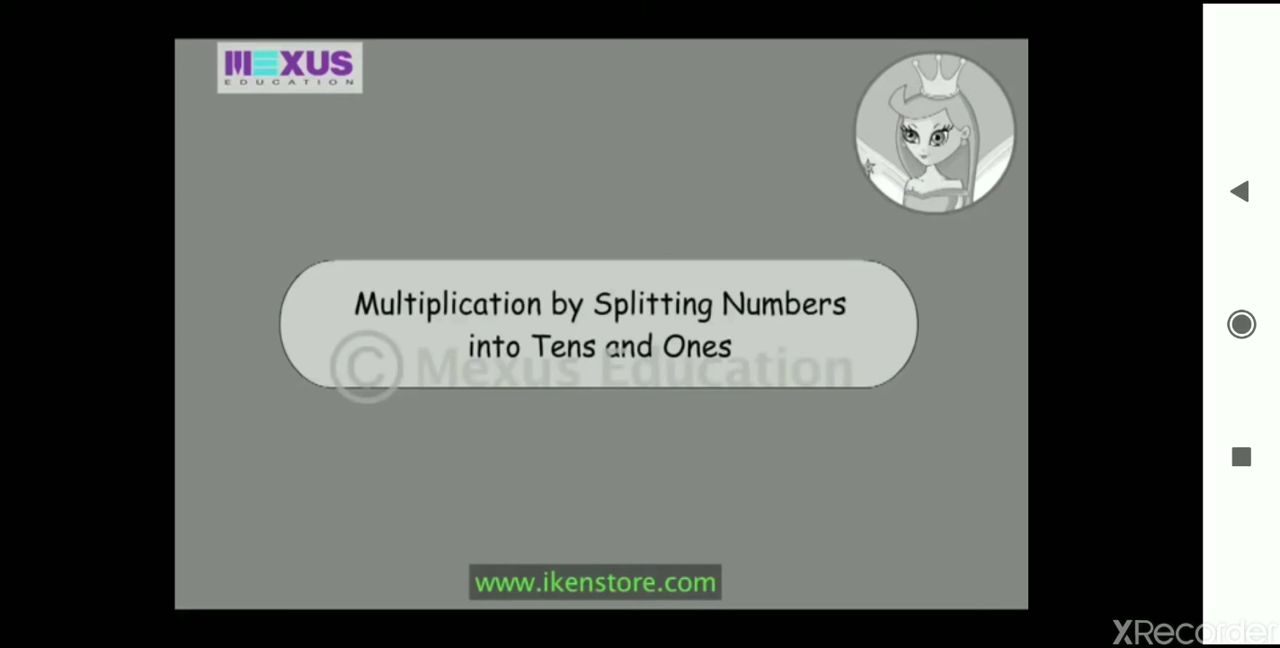 MEXUS
EDUCATION
Multiplication by Splitting Numbers
into Tens and Ones
© Mexus Education
www.ikenstore.com
XRecorder